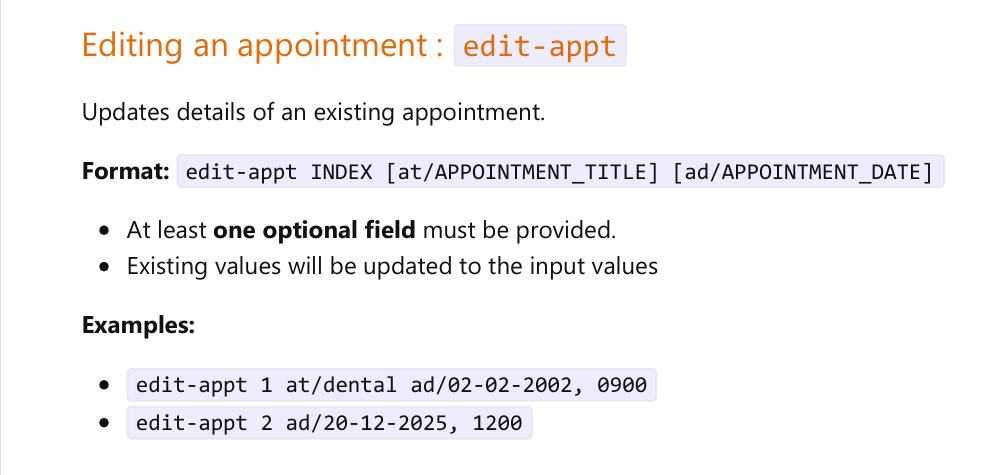 Editing an appointment : edit-appt
Updates details of an existing appointment.
Format: edit-appt INDEX [at/APPOINTMENT_TITLE] [ad/APPOINTMENT_DATE]
• At least one optional field must be provided.
• Existing values will be updated to the input values
Examples:
• edit-appt 1 at/dental ad/02-02-2002, 0900
• edit-appt 2 ad/20-12-2025, 1200